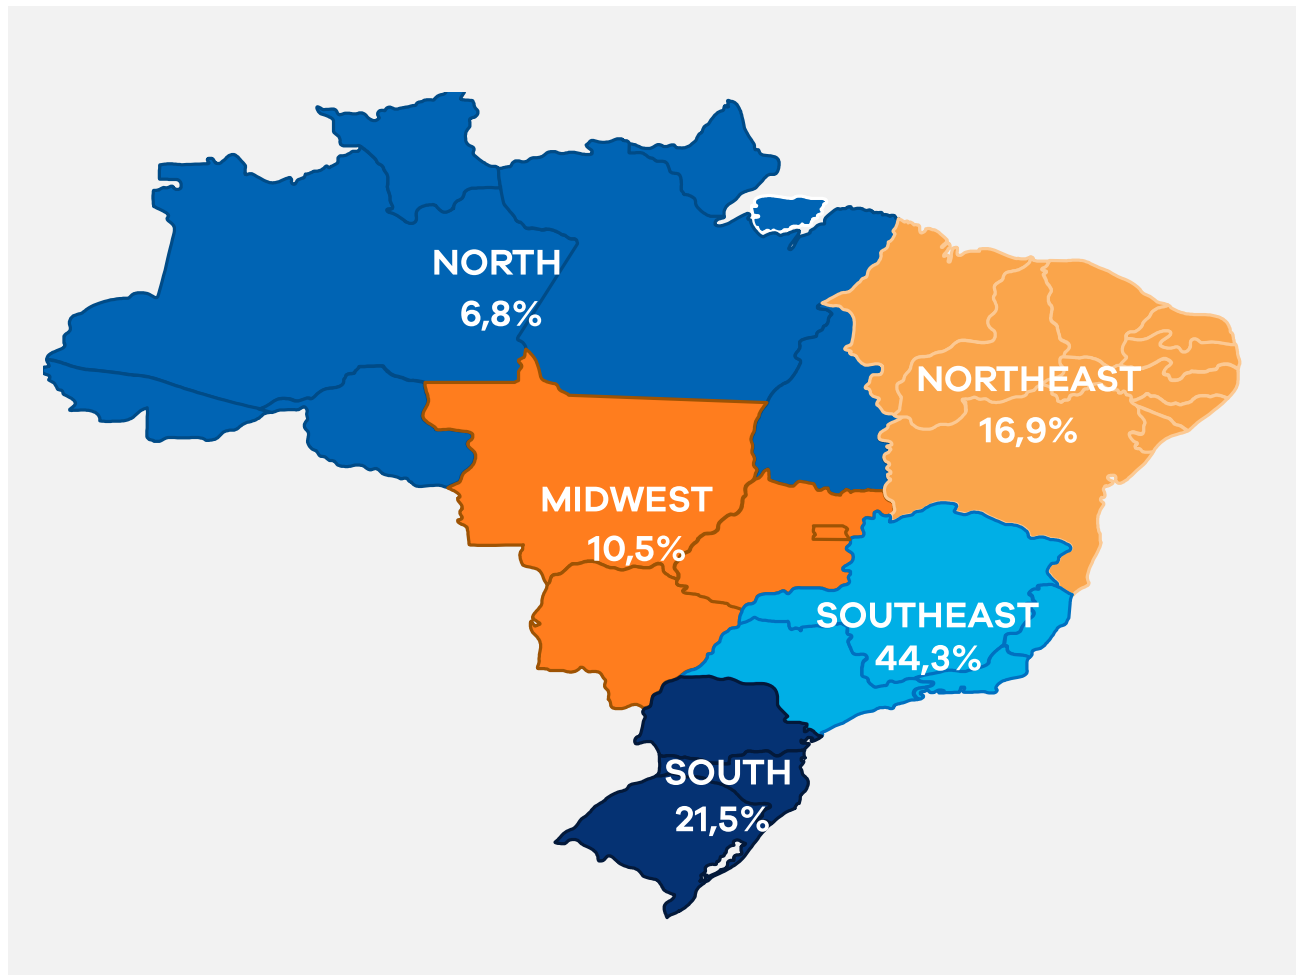 NORTH
6,8%
NORTHEAST
16,9%
MIDWEST
10,5%
SOUTHEAST
44,3%
SOUTH
21,5%